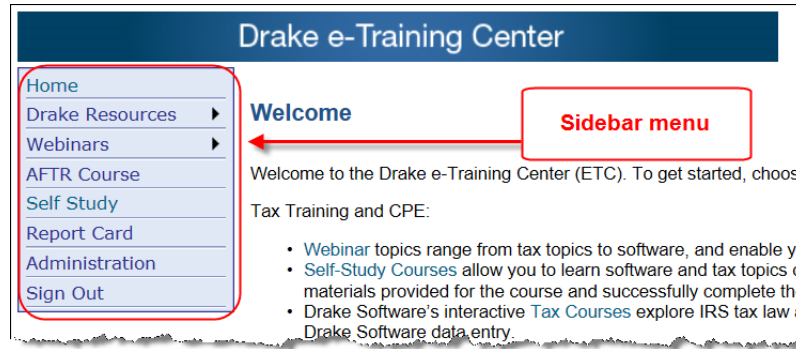 Drake e-Training Center
Home
Drake Resources
Webinars
AFTR Course
Self Study
Report Card
Administration
Sign Out
Welcome
Sidebar menu
Welcome to the Drake e-Training Center (ETC). To get started, choos
Tax Training and CPE:
• Webinar topics range from tax topics to software, and enable y
• Self-Study Courses allow you to learn software and tax topics
materials provided for the course and successfully complete th
• Drake Software's interactive Tax Courses explore IRS tax law
Drake Software data entry.